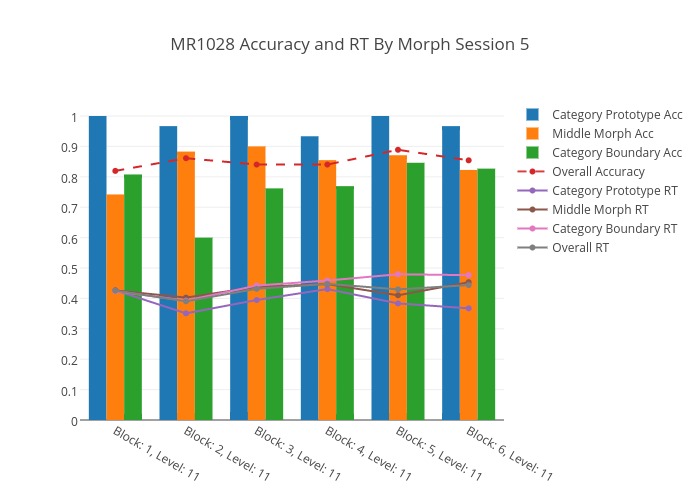 MR1028 Accuracy and RT By Morph Session 5
1
0.9
0.8
0.7
0.6
0.5
0.4
0.3
0.2
0.1
0
Block: 1, Level: 11
Block: 2, Level: 11
Block: 3, Level: 11
Block: 4, Level: 11
Block: 5, Level: 11
Block: 6, Level: 11
Category Prototype Acc
Middle Morph Acc
Category Boundary Acc
Overall Accuracy
Category Prototype RT
Middle Morph RT
Category Boundary RT
Overall RT